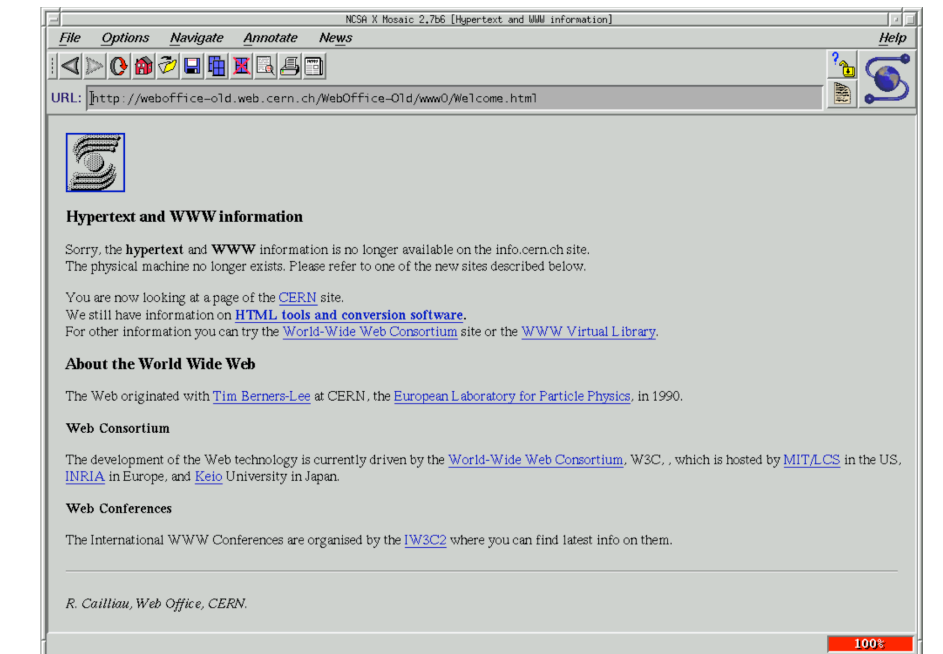 NCSA X Mosaic 2.7b6 [Hypertext and WWW information]
File Options Navigate Annotate News Help
URL: http://weboffice-old.web.cern.ch/WebOffice-Old/www0/Welcome.html
Hypertext and WWW information
Sorry, the hypertext and WWW information is no longer available on the info.cern.ch site.
The physical machine no longer exists. Please refer to one of the new sites described below.
You are now looking at a page of the CERN site.
We still have information on HTML tools and conversion software.
For other information you can try the World-Wide Web Consortium site or the WWW Virtual Library.
About the World Wide Web
The Web originated with Tim Berners-Lee at CERN, the European Laboratory for Particle Physics, in 1990.
Web Consortium
The development of the Web technology is currently driven by the World-Wide Web Consortium, W3C, , which is hosted by MIT/LCS in the US,
INRIA in Europe, and Keio University in Japan.
Web Conferences
The International WWW Conferences are organised by the IW3C2 where you can find latest info on them.
R. Cailliau, Web Office, CERN.
100%